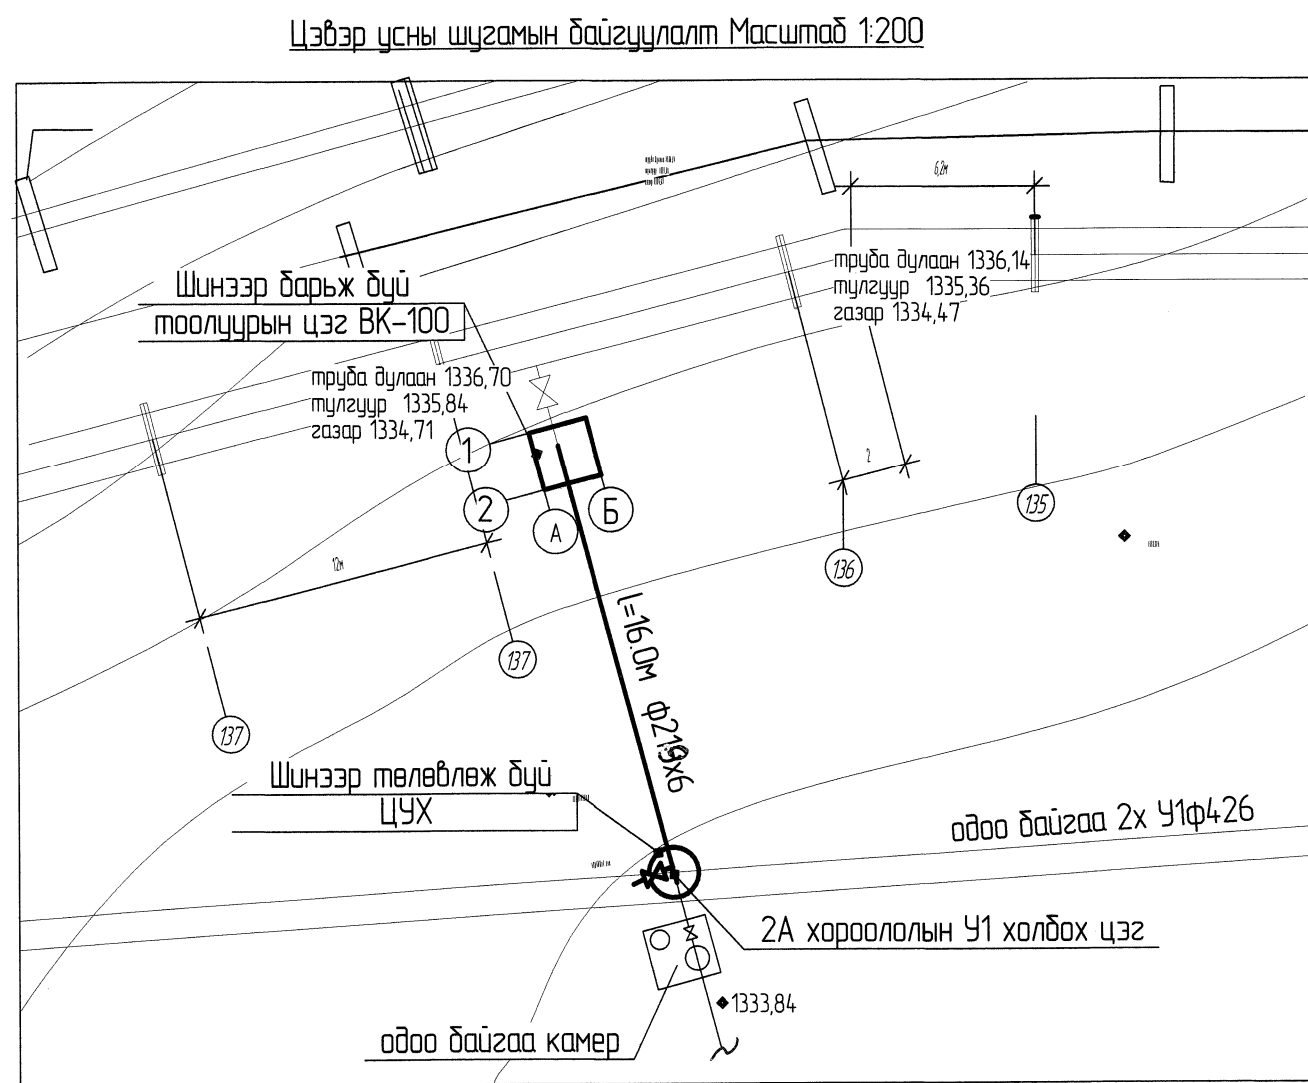 Цэвэр усны шугамын байгуулалт Масштаб 1:200
6,2м
труба дулаан 1336,14
тулгуур 1335,36
газар 1334,47
Шинээр барьж буй
тоолуурын цэг ВК-100
труба дулаан 1336,70
тулгуур 1335,84
газар 1334,71
1
2
А
Б
2
135
136
12м
137
137
l=16.0м ф219х6
Шинээр төлөвлөж буй
ЦУХ
одоо байгаа 2х У1ф426
2А хороололын У1 холбох цэг
1333,84
одоо байгаа камер